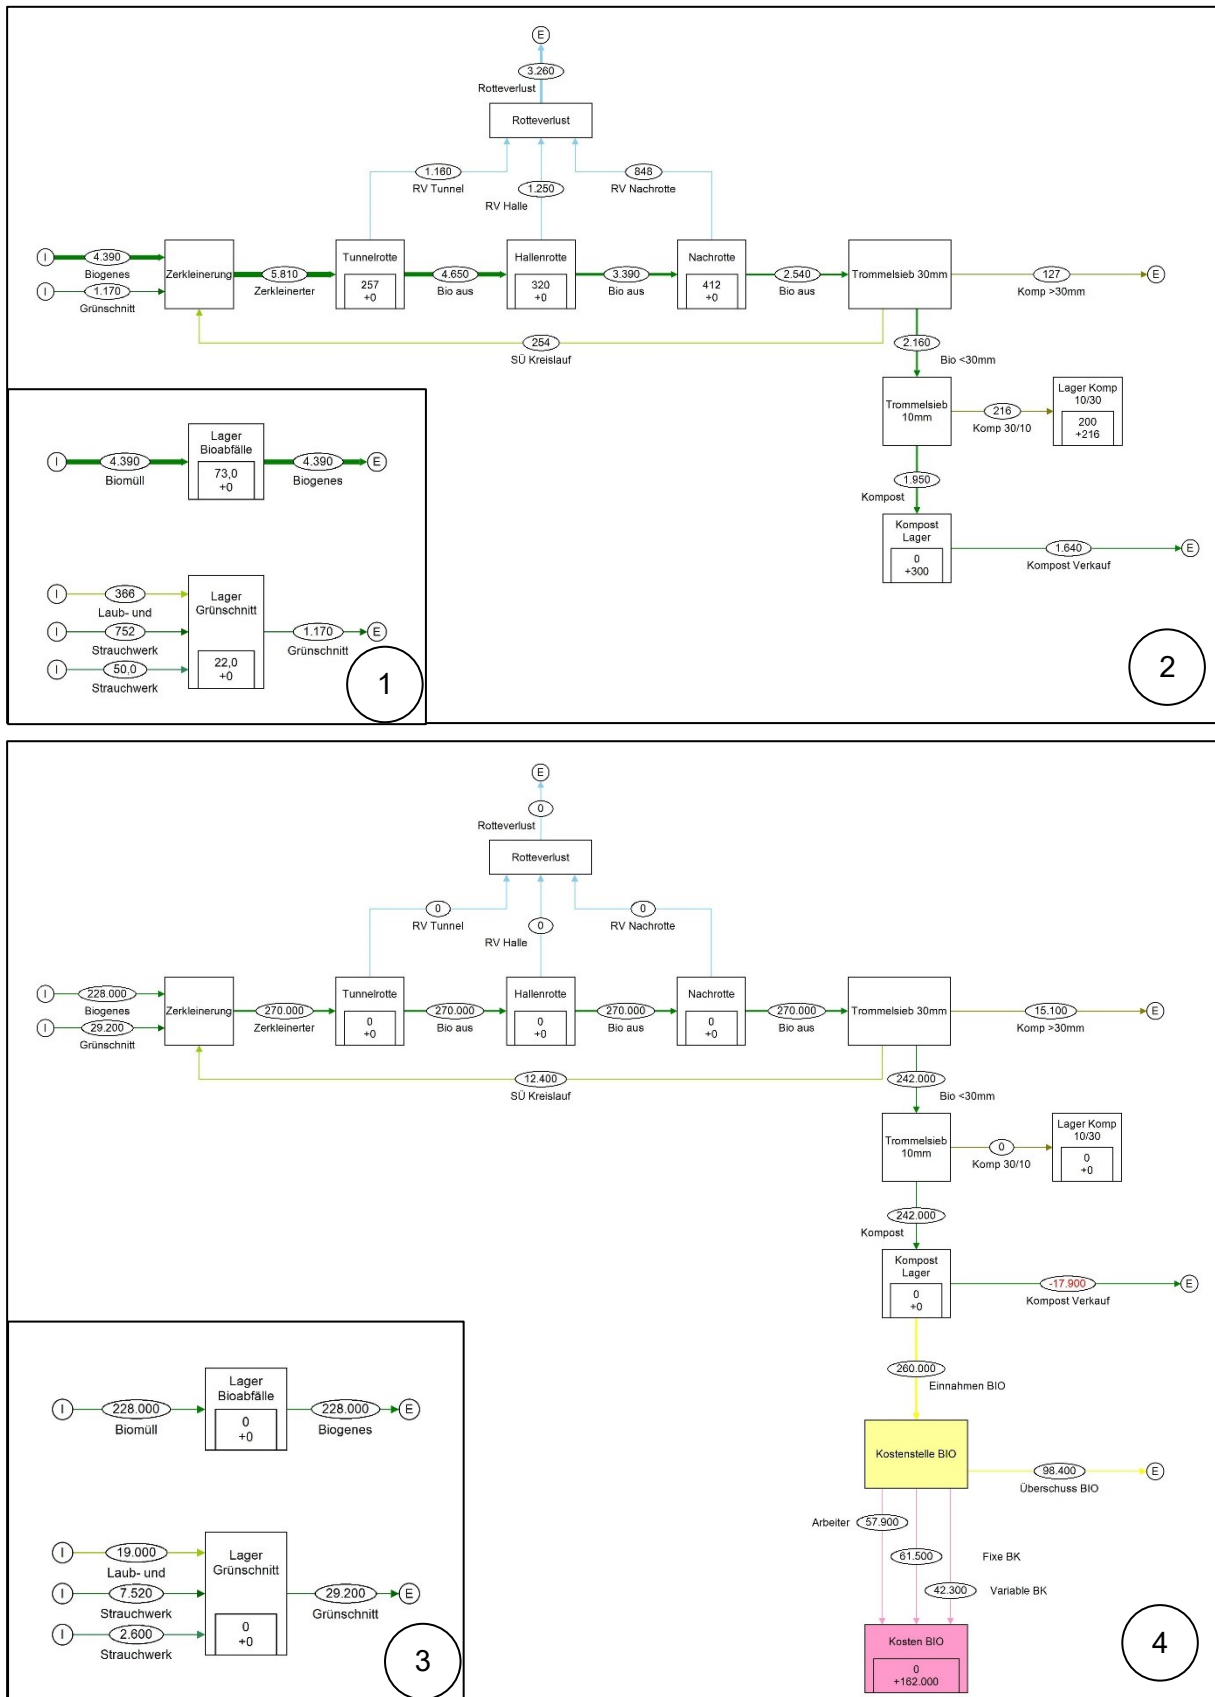 E
3.260
Rotteverlust
Rotteverlust
1.160
848
RV Tunnel
1.250
RV Nachrotte
RV Halle
I
4.390
Biogenes
I
1.170
Grünschnitt
Zerkleinerung
5.810
Zerkleinerter
Tunnelrotte
257
+0
4.650
Bio aus
Hallenrotte
320
+0
3.390
Bio aus
Nachrotte
412
+0
2.540
Bio aus
Trommelsieb 30mm
127
Komp >30mm
E
254
SÜ Kreislauf
2.160
Bio <30mm
Trommelsieb
10mm
216
Komp 30/10
Lager Komp
10/30
200
+216
1.950
Kompost
Kompost
Lager
0
+300
1.640
Kompost Verkauf
E
2
I
4.390
Biomüll
Lager
Bioabfälle
73,0
+0
4.390
Biogenes
E
I
366
Laub- und
I
752
Strauchwerk
I
50,0
Strauchwerk
Lager
Grünschnitt
22,0
+0
1.170
Grünschnitt
E
1
E
0
Rotteverlust
Rotteverlust
0
0
RV Tunnel
0
RV Nachrotte
RV Halle
I
228.000
Biogenes
I
29.200
Grünschnitt
Zerkleinerung
270.000
Zerkleinerter
Tunnelrotte
0
+0
270.000
Bio aus
Hallenrotte
0
+0
270.000
Bio aus
Nachrotte
0
+0
270.000
Bio aus
Trommelsieb 30mm
15.100
Komp >30mm
E
12.400
SÜ Kreislauf
242.000
Bio <30mm
Trommelsieb
10mm
0
Komp 30/10
Lager Komp
10/30
0
+0
242.000
Kompost
Kompost
Lager
0
+0
-17.900
Kompost Verkauf
E
260.000
Einnahmen BIO
Kostenstelle BIO
98.400
Überschuss BIO
E
Arbeiter
57.900
61.500
Fixe BK
42.300
Variable BK
Kosten BIO
0
+162.000
4
I
228.000
Biomüll
Lager
Bioabfälle
0
+0
228.000
Biogenes
E
I
19.000
Laub- und
I
7.520
Strauchwerk
I
2.600
Strauchwerk
Lager
Grünschnitt
0
+0
29.200
Grünschnitt
E
3